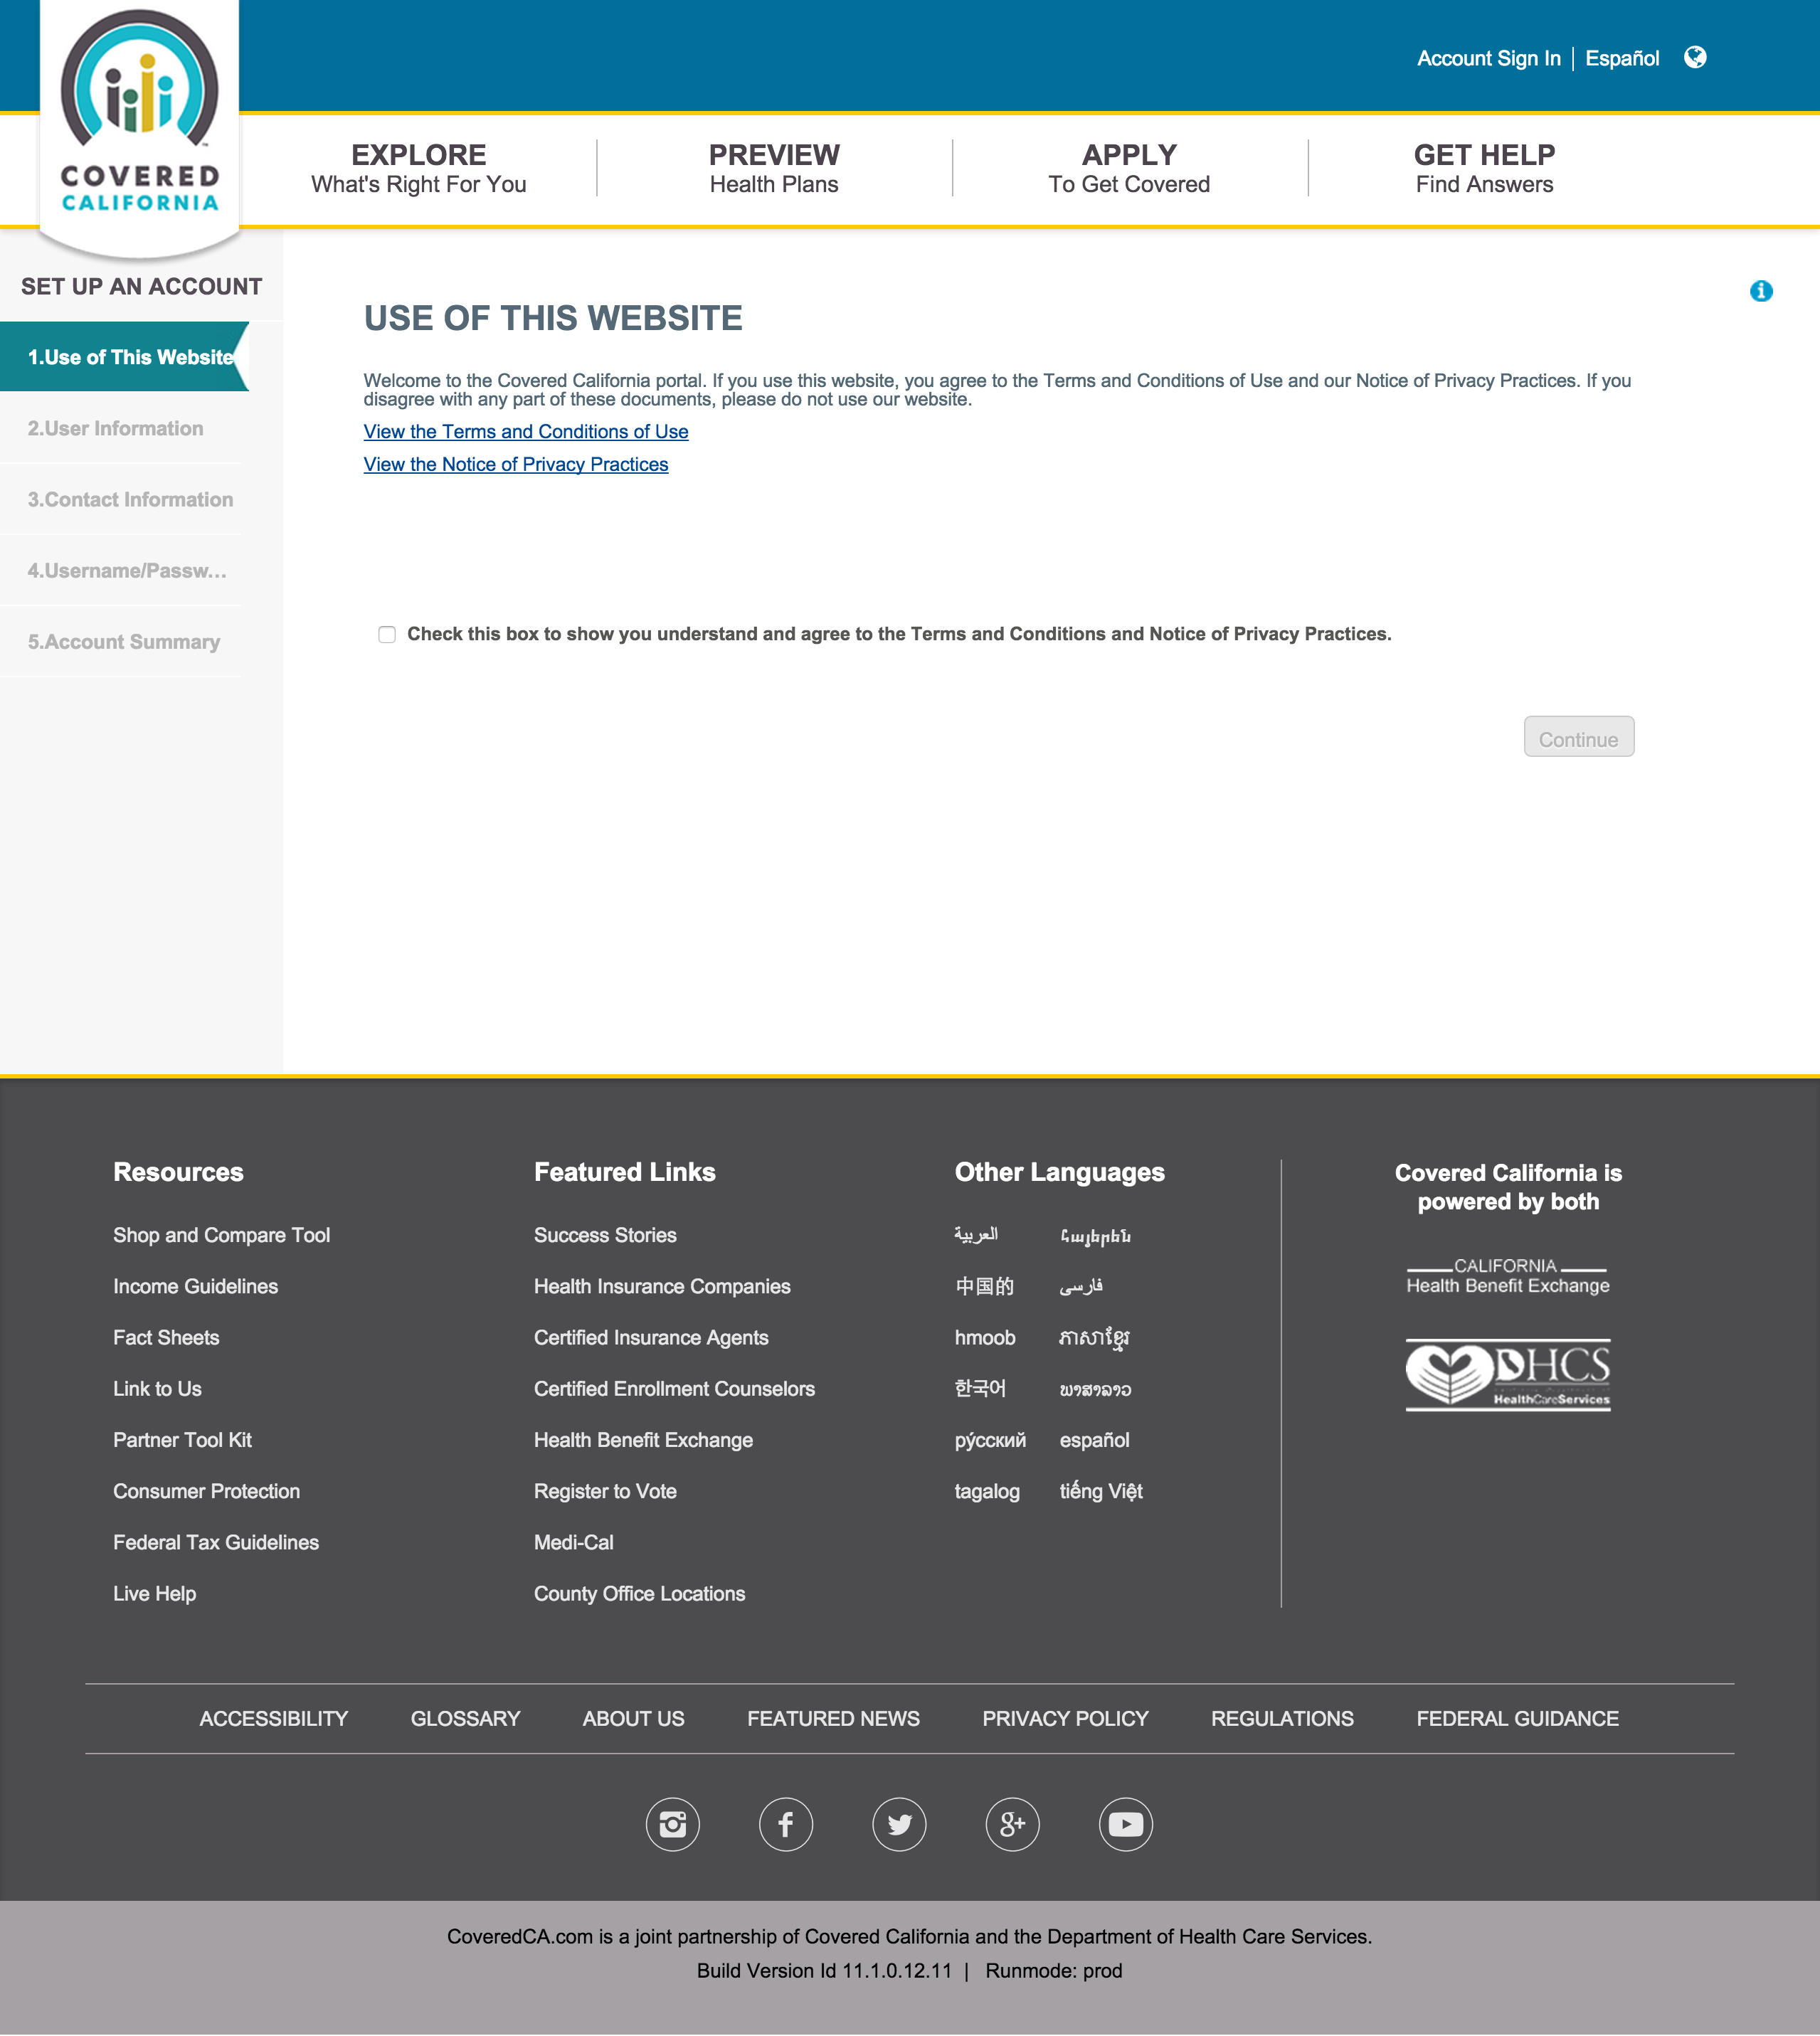 Account Sign In | Español
COVERED
CALIFORNIA
EXPLORE
What's Right For You
PREVIEW
Health Plans
APPLY
To Get Covered
GET HELP
Find Answers
SET UP AN ACCOUNT
1.Use of This Website
2.User Information
3.Contact Information
4.Username/Passw...
5.Account Summary
USE OF THIS WEBSITE
Welcome to the Covered California portal. If you use this website, you agree to the Terms and Conditions of Use and our Notice of Privacy Practices. If you
disagree with any part of these documents, please do not use our website.
View the Terms and Conditions of Use
View the Notice of Privacy Practices
Check this box to show you understand and agree to the Terms and Conditions and Notice of Privacy Practices.
Continue
Resources
Shop and Compare Tool
Income Guidelines
Fact Sheets
Link to Us
Partner Tool Kit
Consumer Protection
Federal Tax Guidelines
Live Help
Featured Links
Success Stories
Health Insurance Companies
Certified Insurance Agents
Certified Enrollment Counselors
Health Benefit Exchange
Register to Vote
Medi-Cal
County Office Locations
Other Languages
العربية
Հայերեն
中国的
فارسی
hmoob
ភាសាខ្មែរ
한국어
ພາສາລາວ
ру́сский
español
tagalog
tiếng Việt
Covered California is
powered by both
CALIFORNIA
Health Benefit Exchange
DHCS
HealthCareServices
ACCESSIBILITY
GLOSSARY
ABOUT US
FEATURED NEWS
PRIVACY POLICY
REGULATIONS
FEDERAL GUIDANCE
CoveredCA.com is a joint partnership of Covered California and the Department of Health Care Services.
Build Version Id 11.1.0.12.11 | Runmode: prod